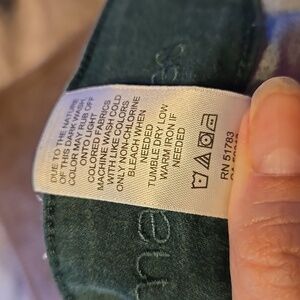 DUE TO THE NATURE
OF THIS DARK WASH,
COLOR MAY RUB OFF
ONTO LIGHT
COLORED FABRICS
MACHINE WASH COLD
WITH LIKE COLORS
ONLY NON-CHLORINE
BLEACH WHEN
NEEDED
TUMBLE DRY LOW
WARM IRON IF
NEEDED
RN 51783